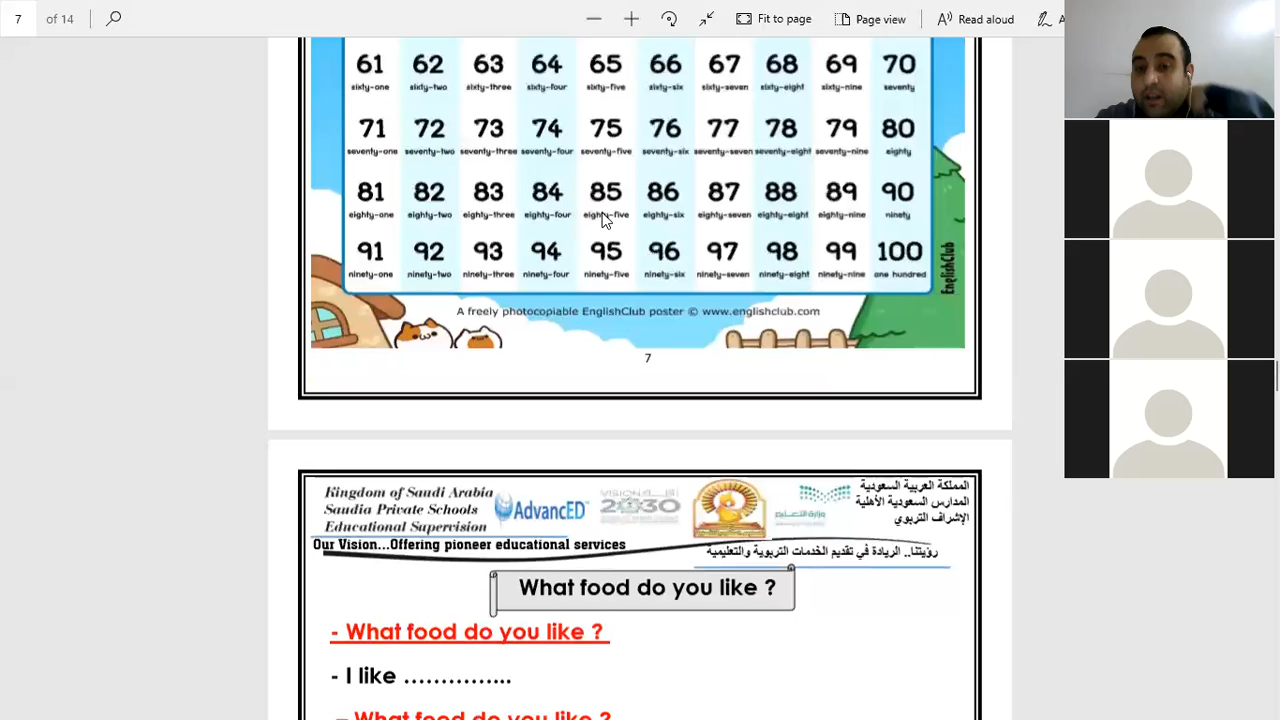 7 of 14 Fit to page Page view Read aloud
61 62 63 64 65 66 67 68 69 70
sixty-one sixty-two sixty-three sixty-four sixty-five sixty-six sixty-seven sixty-eight sixty-nine seventy
71 72 73 74 75 76 77 78 79 80
seventy-one seventy-two seventy-three seventy-four seventy-five seventy-six seventy-seven seventy-eight seventy-nine eighty
81 82 83 84 85 86 87 88 89 90
eighty-one eighty-two eighty-three eighty-four eighty-five eighty-six eighty-seven eighty-eight eighty-nine ninety
91 92 93 94 95 96 97 98 99 100
ninety-one ninety-two ninety-three ninety-four ninety-five ninety-six ninety-seven ninety-eight ninety-nine one hundred
EnglishClub
A freely photocopiable EnglishClub poster © www.englishclub.com
7
Kingdom of Saudi Arabia
Saudia Private Schools
Educational Supervision
AdvancED
VISION رؤية
2030
وزارة التعليم
المملكة العربية السعودية
المدارس السعودية الأهلية
الإشراف التربوي
Our Vision...Offering pioneer educational services
رؤيتنا.. الريادة في تقديم الخدمات التربوية والتعليمية
What food do you like ?
- What food do you like ?
- I like …………...
- What food do you like ?